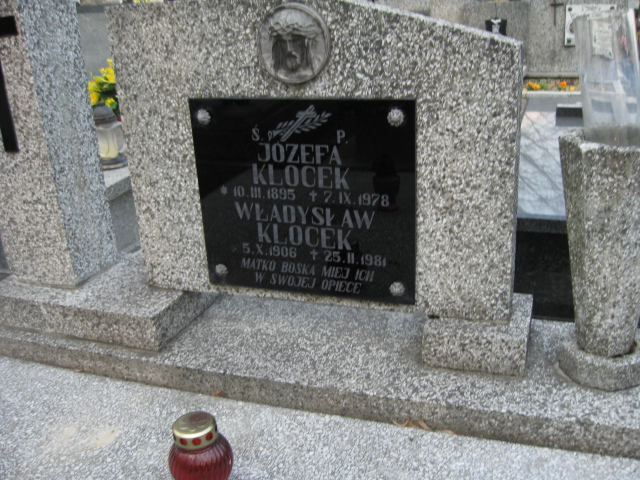 Ś. P.
JÓZEFA
KLOCEK
* 10.III.1895 + 7.IX.1978
WŁADYSŁAW
KLOCEK
* 5.X.1906 + 25.II.1981
MATKO BOSKA MIEJ ICH
W SWOJEJ OPIECE